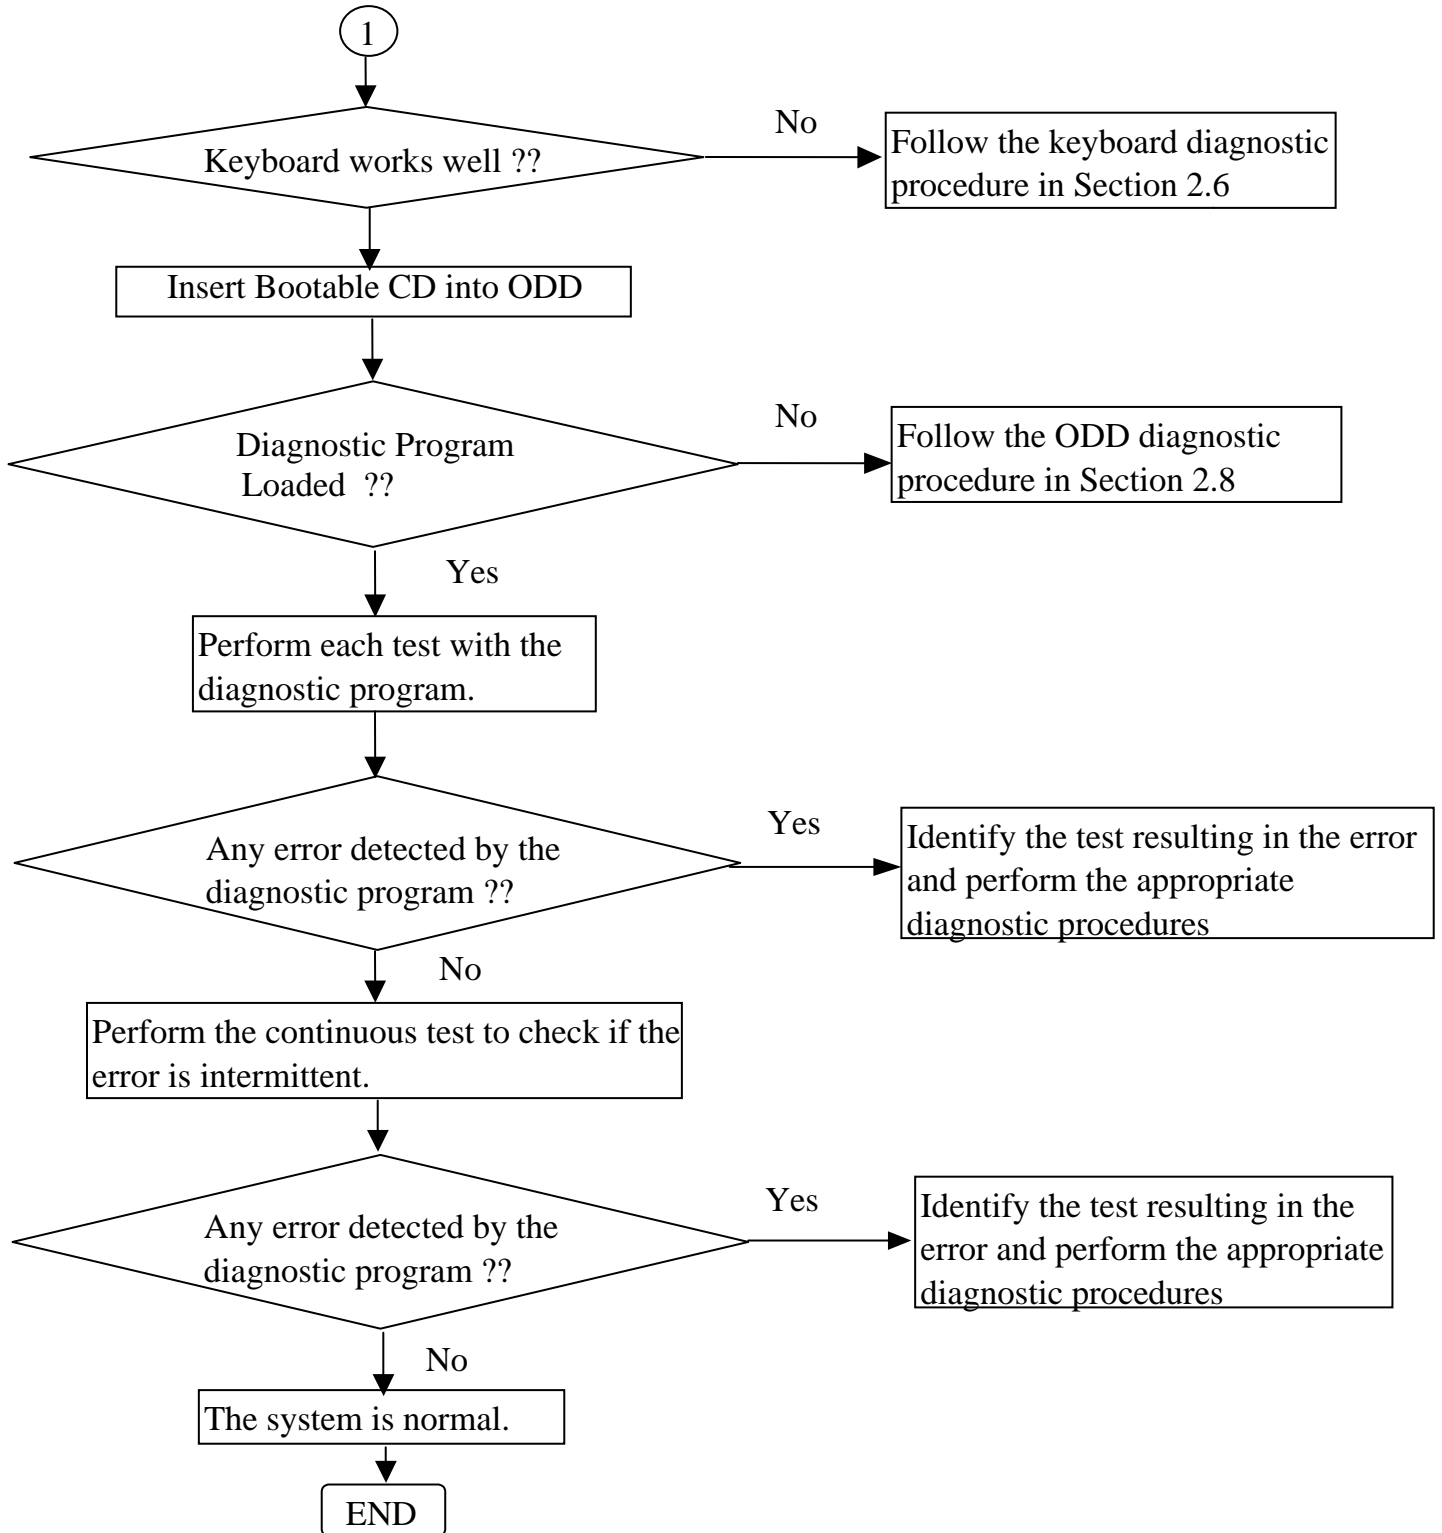 1
Keyboard works well ??
No
Follow the keyboard diagnostic
procedure in Section 2.6
Insert Bootable CD into ODD
Diagnostic Program
Loaded ??
No
Follow the ODD diagnostic
procedure in Section 2.8
Yes
Perform each test with the
diagnostic program.
Any error detected by the
diagnostic program ??
Yes
Identify the test resulting in the error
and perform the appropriate
diagnostic procedures
No
Perform the continuous test to check if the
error is intermittent.
Any error detected by the
diagnostic program ??
Yes
Identify the test resulting in the
error and perform the appropriate
diagnostic procedures
No
The system is normal.
END